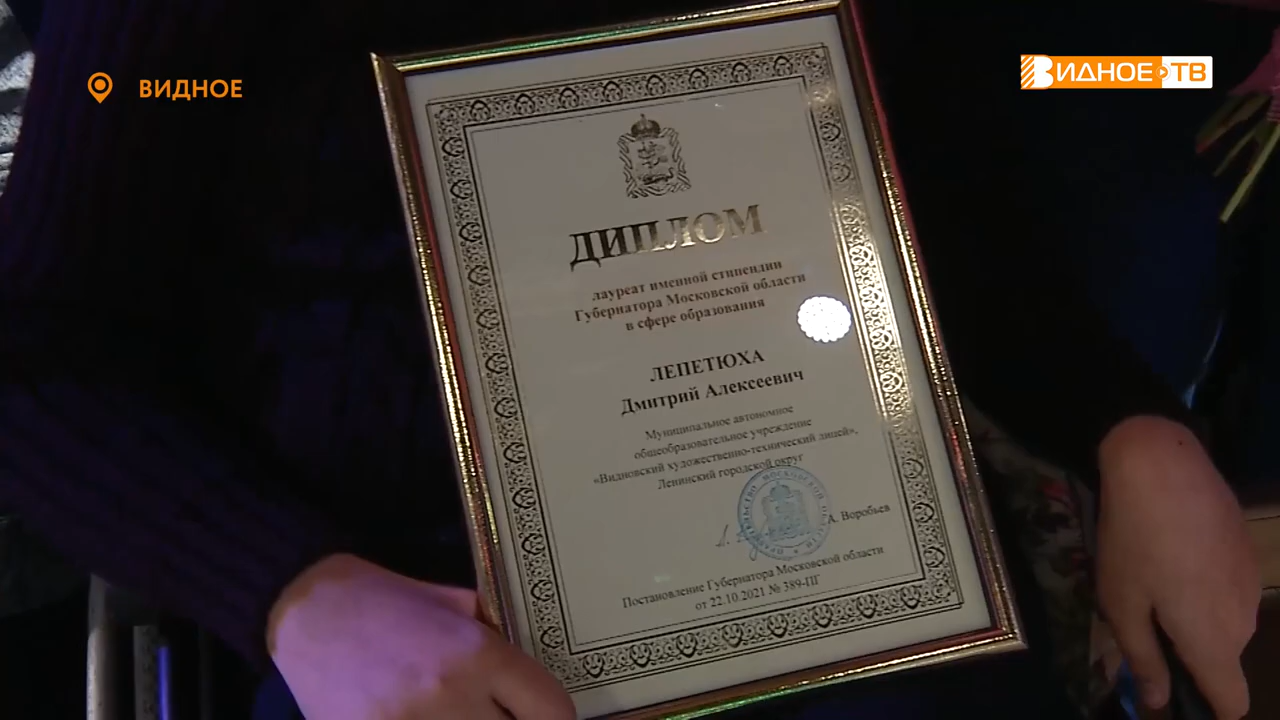 ВИДНОЕ
ВИДНОЕ ТВ
ДИПЛОМ
лауреат именной стипендии
Губернатора Московской области
в сфере образования
ЛЕПЕТЮХА
Дмитрий Алексеевич
Муниципальное автономное
общеобразовательное учреждение
«Видновский художественно-технический лицей»,
Ленинский городской округ
А. Воробьев
Постановление Губернатора Московской области
от 22.10.2021 № 389-ПГ